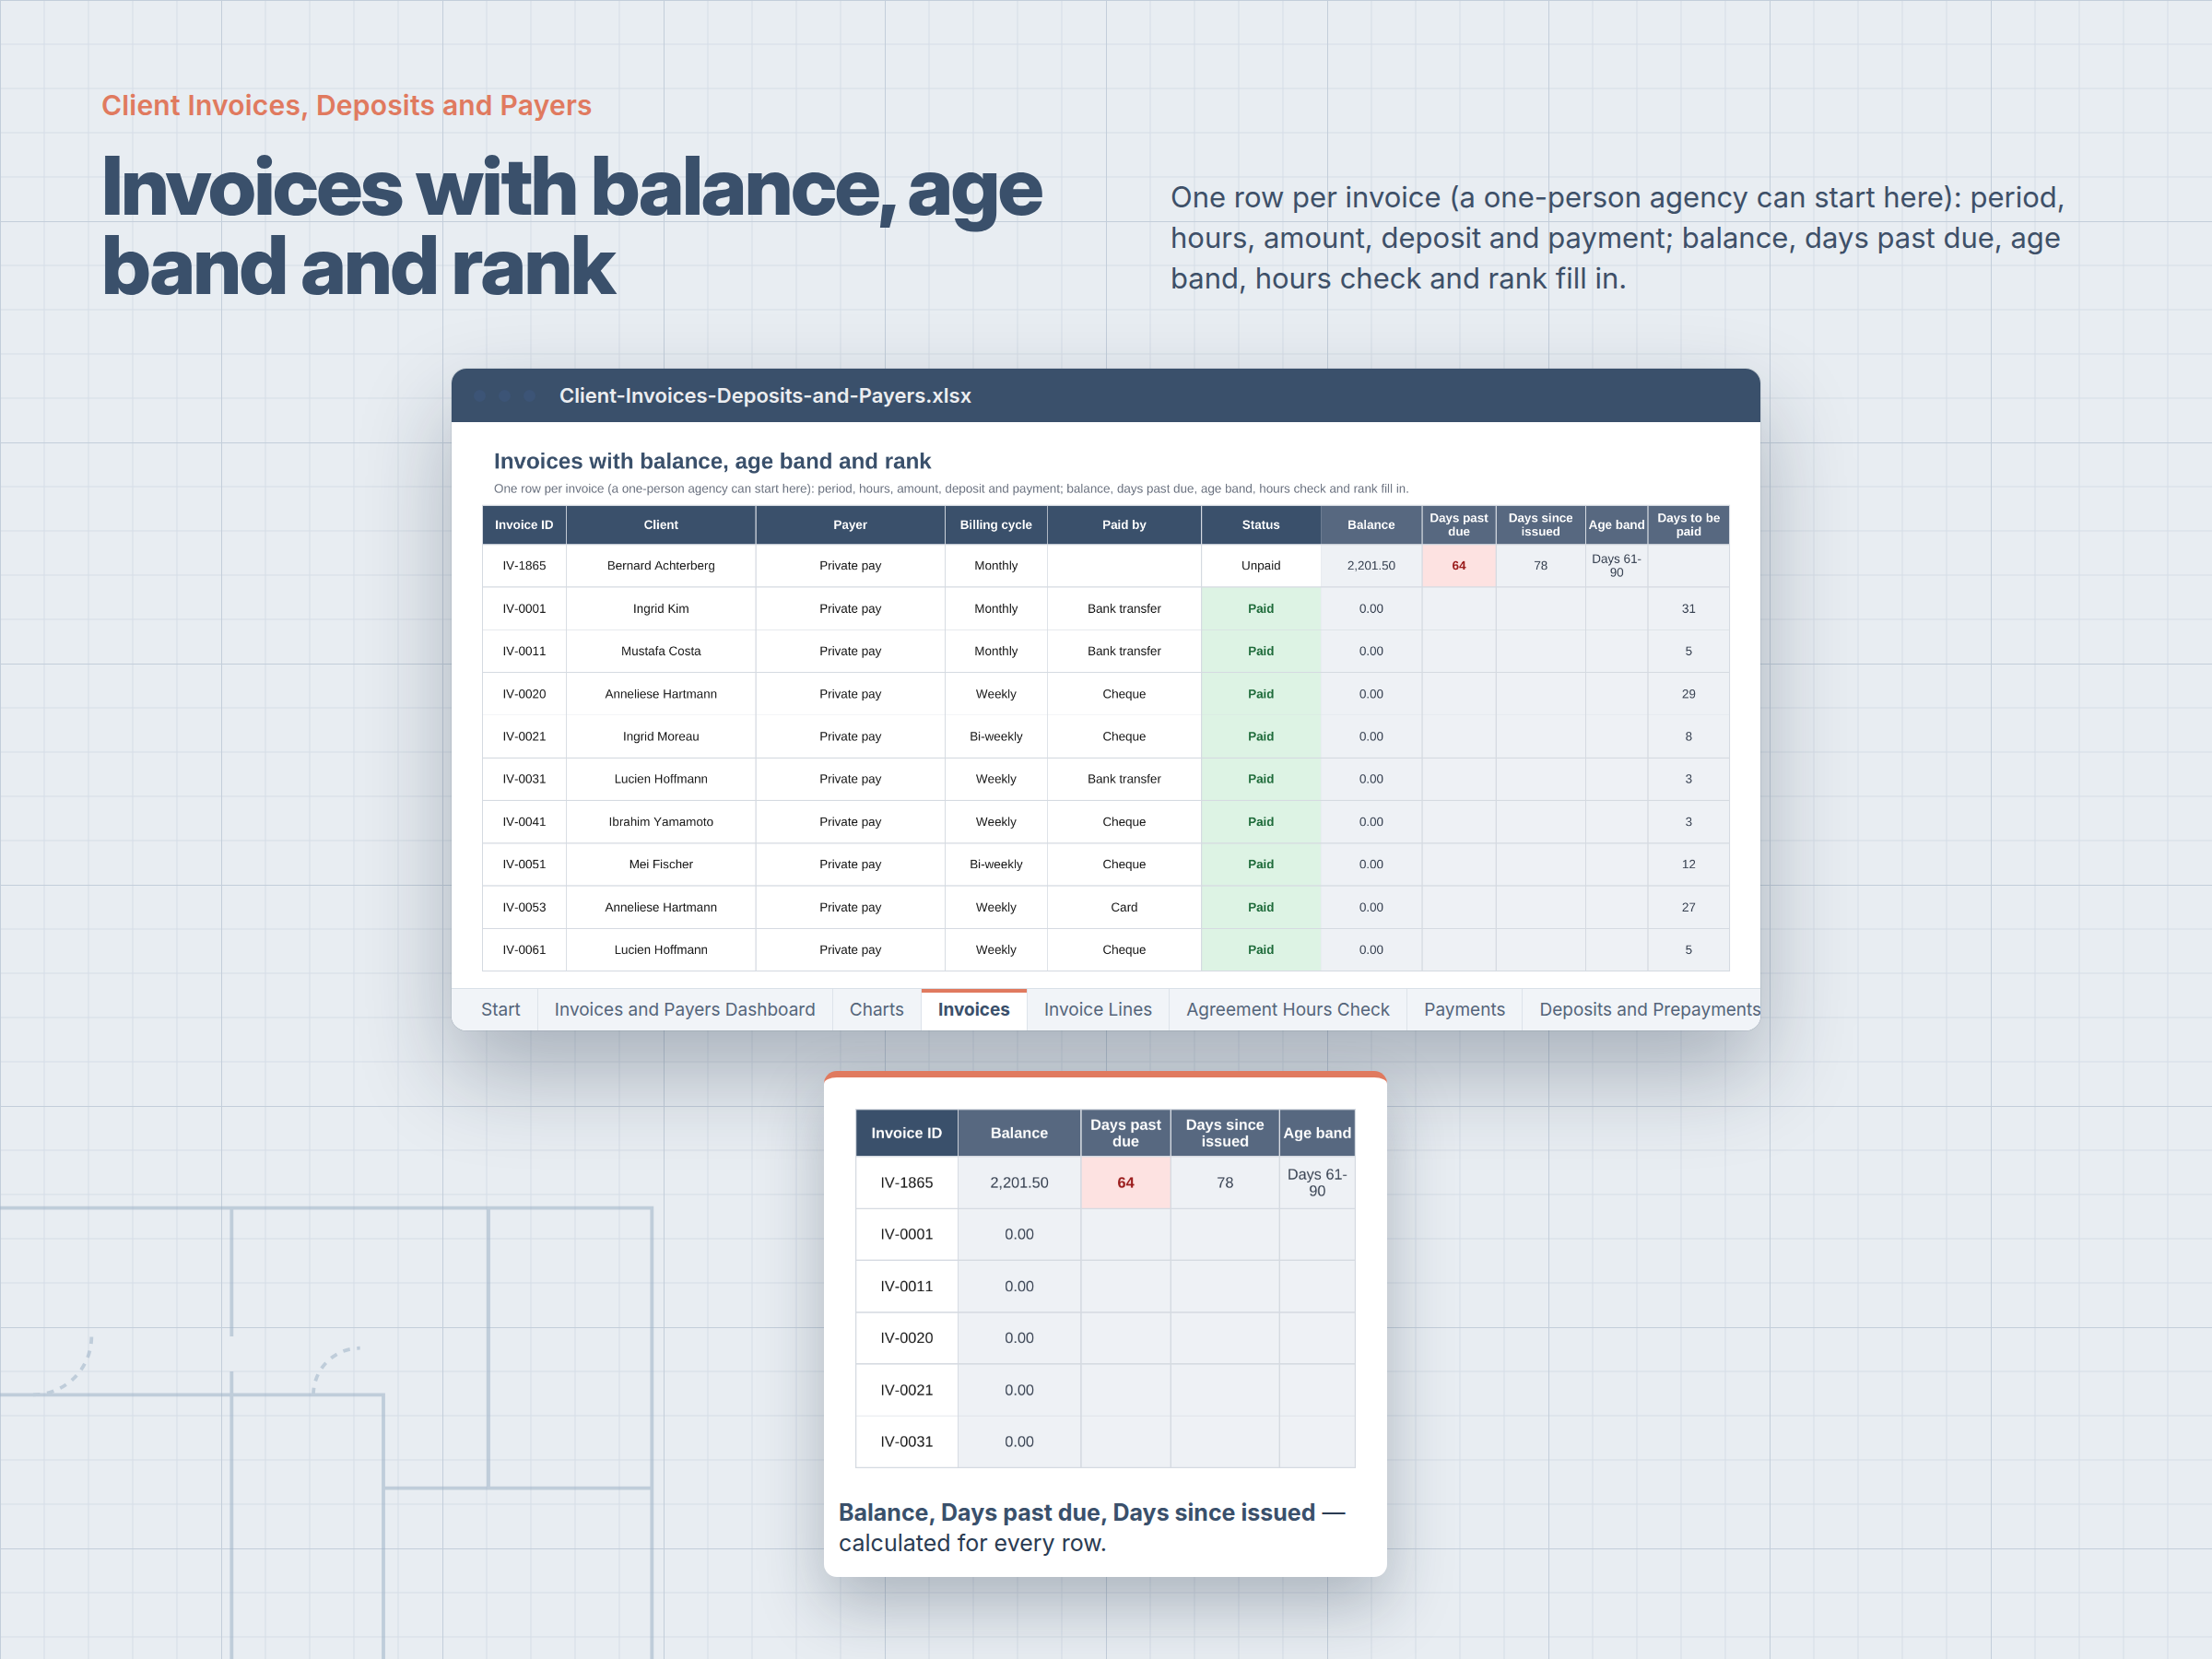 Client Invoices, Deposits and Payers
Invoices with balance, age
band and rank
One row per invoice (a one-person agency can start here): period,
hours, amount, deposit and payment; balance, days past due, age
band, hours check and rank fill in.
Client-Invoices-Deposits-and-Payers.xlsx
Invoices with balance, age band and rank
One row per invoice (a one-person agency can start here): period, hours, amount, deposit and payment; balance, days past due, age band, hours check and rank fill in.
Invoice ID Client Payer Billing cycle Paid by Status Balance Days past due Days since issued Age band Days to be paid
IV-1865 Bernard Achterberg Private pay Monthly Unpaid 2,201.50 64 78 Days 61-90
IV-0001 Ingrid Kim Private pay Monthly Bank transfer Paid 0.00 31
IV-0011 Mustafa Costa Private pay Monthly Bank transfer Paid 0.00 5
IV-0020 Anneliese Hartmann Private pay Weekly Cheque Paid 0.00 29
IV-0021 Ingrid Moreau Private pay Bi-weekly Cheque Paid 0.00 8
IV-0031 Lucien Hoffmann Private pay Weekly Bank transfer Paid 0.00 3
IV-0041 Ibrahim Yamamoto Private pay Weekly Cheque Paid 0.00 3
IV-0051 Mei Fischer Private pay Bi-weekly Cheque Paid 0.00 12
IV-0053 Anneliese Hartmann Private pay Weekly Card Paid 0.00 27
IV-0061 Lucien Hoffmann Private pay Weekly Cheque Paid 0.00 5
Start Invoices and Payers Dashboard Charts Invoices Invoice Lines Agreement Hours Check Payments Deposits and Prepayments
Invoice ID Balance Days past due Days since issued Age band
IV-1865 2,201.50 64 78 Days 61-90
IV-0001 0.00
IV-0011 0.00
IV-0020 0.00
IV-0021 0.00
IV-0031 0.00
Balance, Days past due, Days since issued —
calculated for every row.